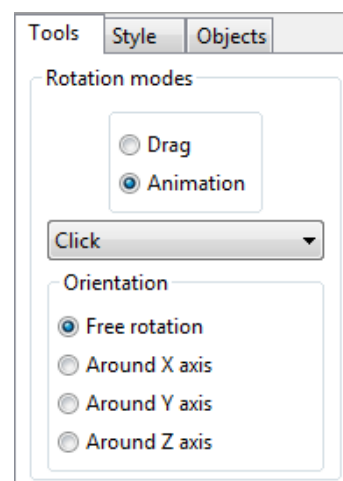 Tools Style Objects
Rotation modes
Drag
Animation
Click
Orientation
Free rotation
Around X axis
Around Y axis
Around Z axis